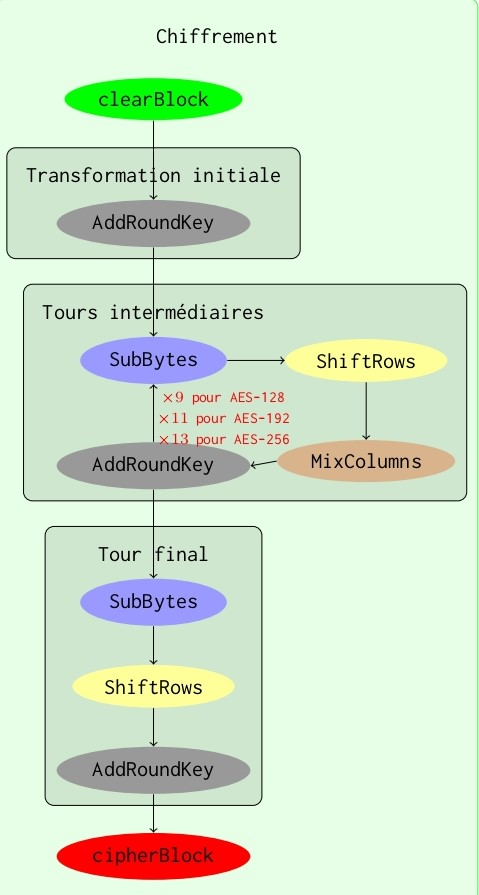 Chiffrement
clearBlock
Transformation initiale
AddRoundKey
Tours intermédiaires
SubBytes
ShiftRows
×9 pour AES-128
×11 pour AES-192
×13 pour AES-256
AddRoundKey
MixColumns
Tour final
SubBytes
ShiftRows
AddRoundKey
cipherBlock